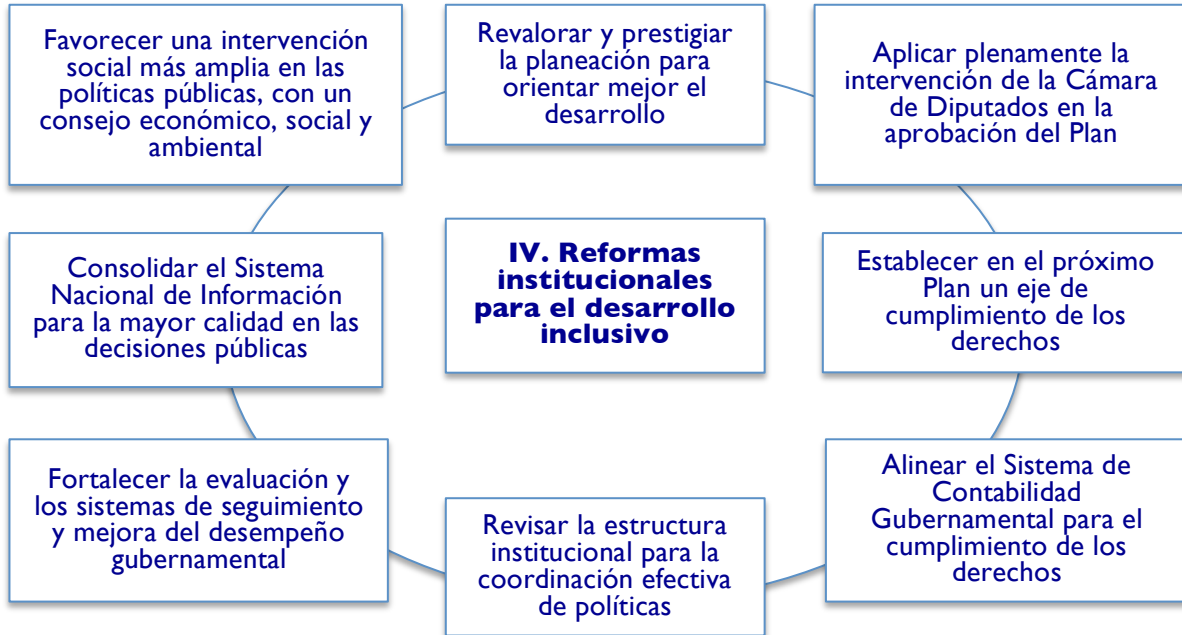 Favorecer una intervención
social más amplia en las
políticas públicas, con un
consejo económico, social y
ambiental
Revalorar y prestigiar
la planeación para
orientar mejor el
desarrollo
Aplicar plenamente la
intervención de la Cámara
de Diputados en la
aprobación del Plan
Consolidar el Sistema
Nacional de Información
para la mayor calidad en las
decisiones públicas
IV. Reformas
institucionales
para el desarrollo
inclusivo
Establecer en el próximo
Plan un eje de
cumplimiento de los
derechos
Fortalecer la evaluación y
los sistemas de seguimiento
y mejora del desempeño
gubernamental
Revisar la estructura
institucional para la
coordinación efectiva
de políticas
Alinear el Sistema de
Contabilidad
Gubernamental para el
cumplimiento de los
derechos